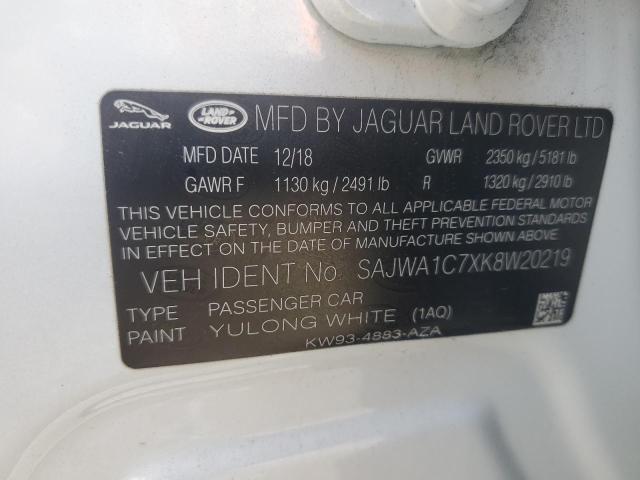 JAGUAR LAND ROVER MFD BY JAGUAR LAND ROVER LTD
MFD DATE 12/18 GVWR 2350 kg / 5181 lb
GAWR F 1130 kg / 2491 lb R 1320 kg / 2910 lb
THIS VEHICLE CONFORMS TO ALL APPLICABLE FEDERAL MOTOR
VEHICLE SAFETY, BUMPER AND THEFT PREVENTION STANDARDS
IN EFFECT ON THE DATE OF MANUFACTURE SHOWN ABOVE.
VEH IDENT No SAJWA1C7XK8W20219
TYPE PASSENGER CAR
PAINT YULONG WHITE (1AQ)
KW93-4883-AZA